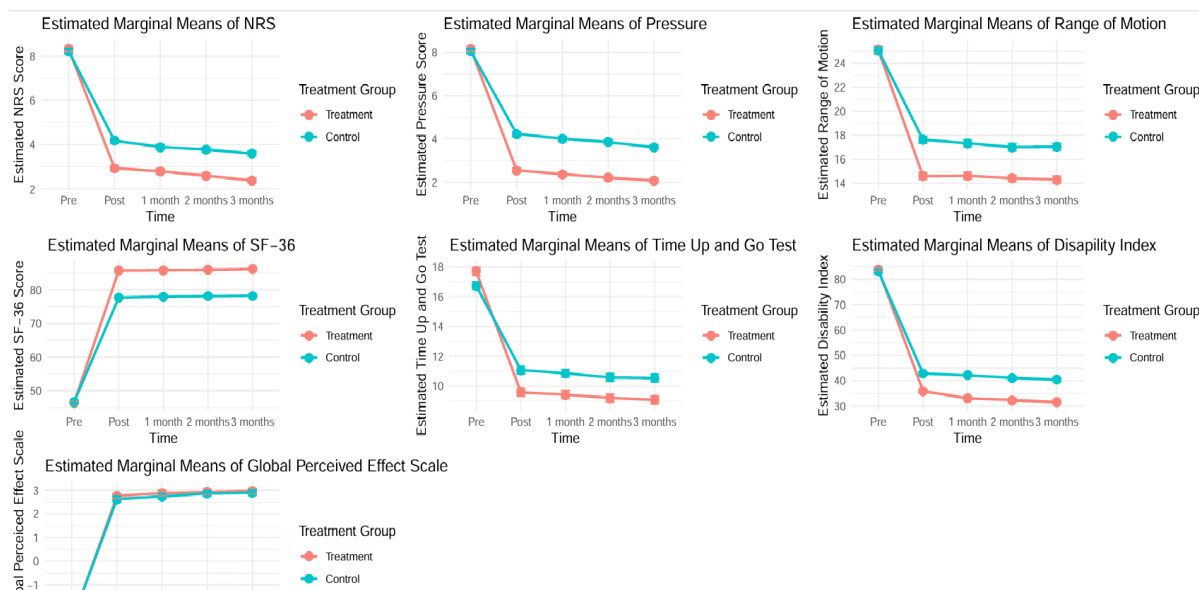 Estimated Marginal Means of NRS
Estimated NRS Score
8
6
4
2
Pre Post 1 month 2 months 3 months
Time
Treatment Group
Treatment
Control
Estimated Marginal Means of Pressure
Estimated Pressure Score
8
6
4
2
Pre Post 1 month 2 months 3 months
Time
Treatment Group
Treatment
Control
Estimated Marginal Means of Range of Motion
Estimated Range of Motion
24
22
20
18
16
14
Pre Post 1 month 2 months 3 months
Time
Treatment Group
Treatment
Control
Estimated Marginal Means of SF-36
Estimated SF-36 Score
80
70
60
50
Pre Post 1 month 2 months 3 months
Time
Treatment Group
Treatment
Control
Estimated Marginal Means of Time Up and Go Test
Estimated Time Up and Go Test
18
16
14
12
10
Pre Post 1 month 2 months 3 months
Time
Treatment Group
Treatment
Control
Estimated Marginal Means of Disapility Index
Estimated Disability Index
80
70
60
50
40
30
Pre Post 1 month 2 months 3 months
Time
Treatment Group
Treatment
Control
Estimated Marginal Means of Global Perceived Effect Scale
bal Perceiced Effect Scale
3
2
1
0
-1
Treatment Group
Treatment
Control